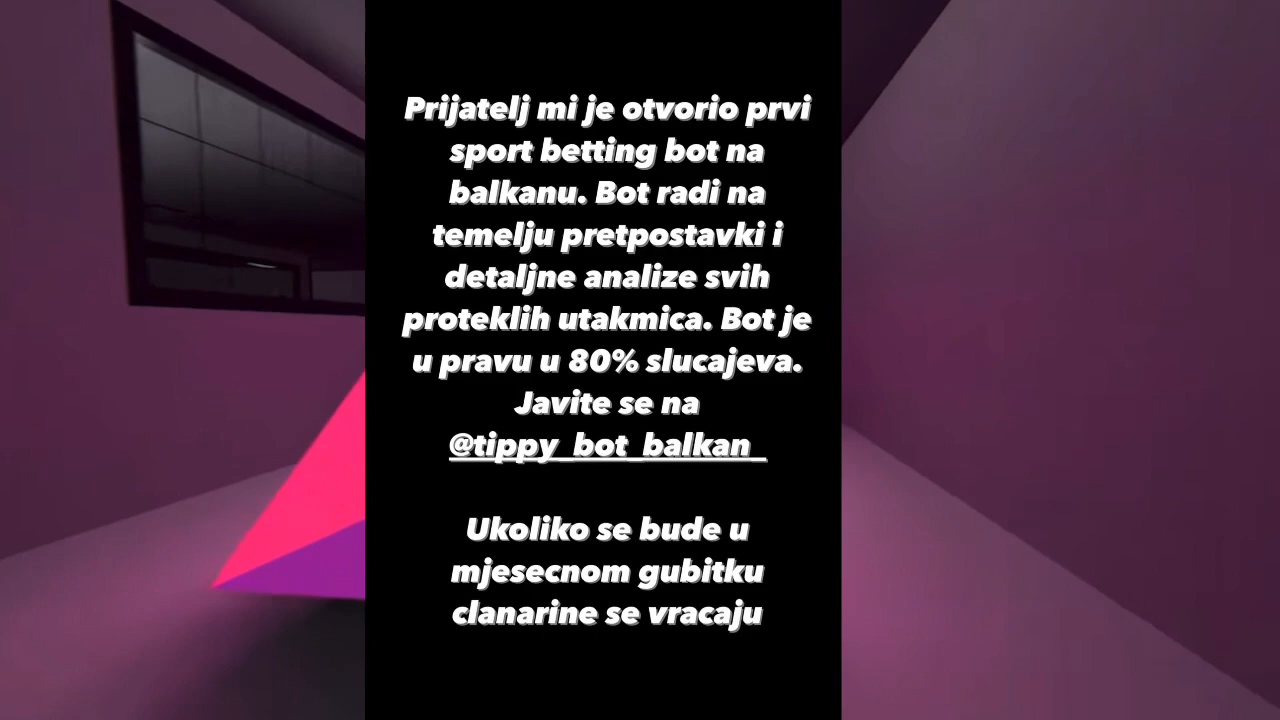 Prijatelj mi je otvorio prvi
sport betting bot na
balkanu. Bot radi na
temelju pretpostavki i
detaljne analize svih
proteklih utakmica. Bot je
u pravu u 80% slucajeva.
Javite se na
@tippy_bot_balkan_
Ukoliko se bude u
mjesecnom gubitku
clanarine se vracaju